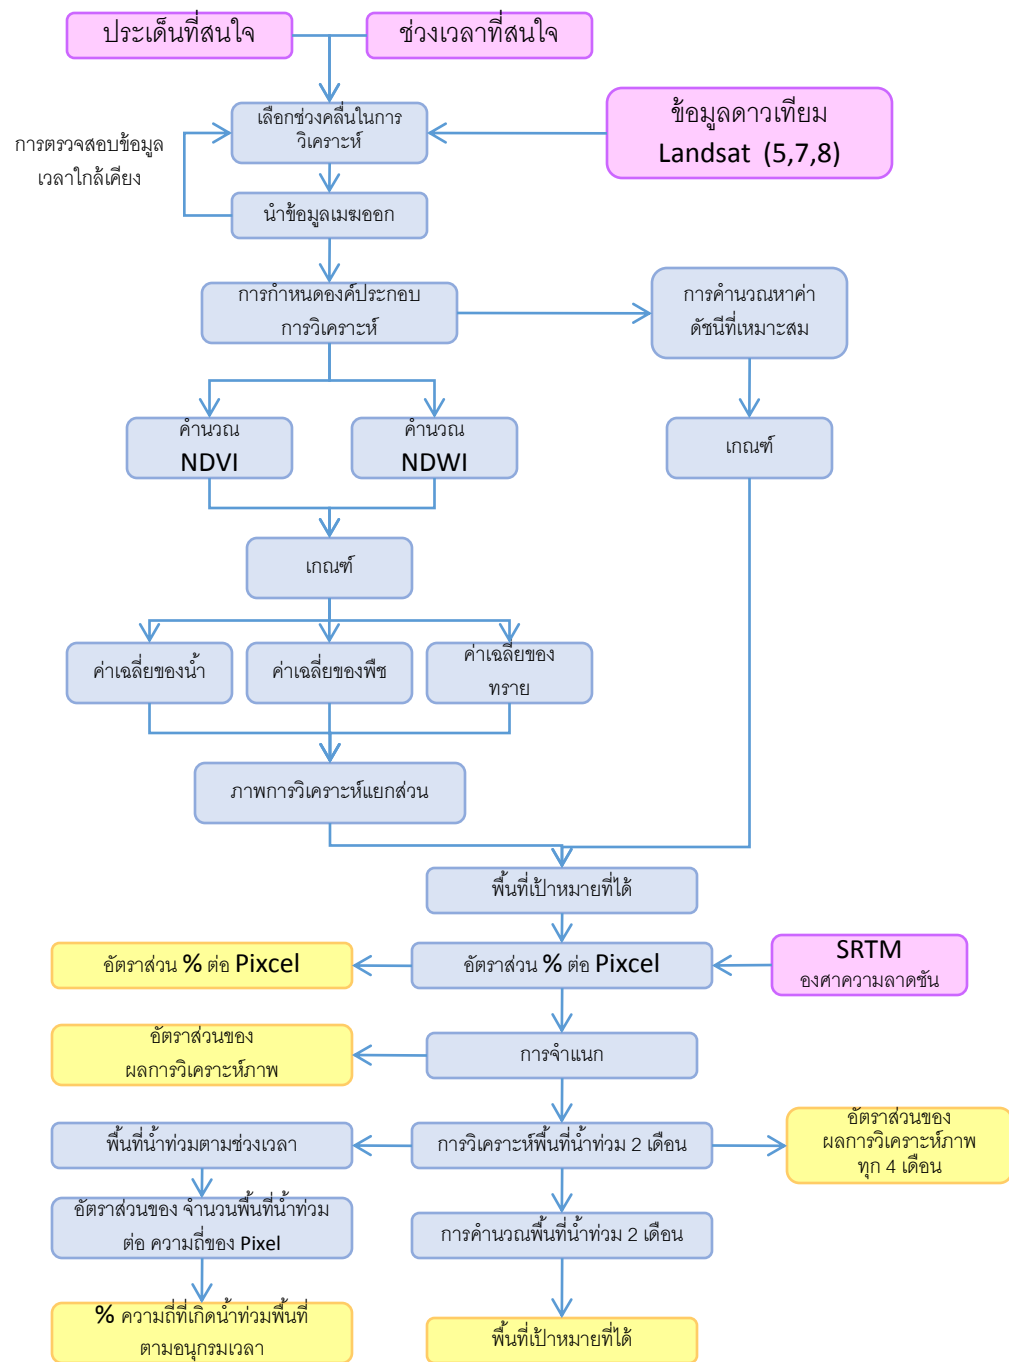 ประเด็นที่สนใจ
ช่วงเวลาที่สนใจ
เลือกช่วงคลื่นในการ
วิเคราะห์
ข้อมูลดาวเทียม
Landsat (5,7,8)
การตรวจสอบข้อมูล
เวลาใกล้เคียง
นำข้อมูลเมฆออก
การกำหนดองค์ประกอบ
การวิเคราะห์
การคำนวณหาค่า
ดัชนีที่เหมาะสม
คำนวณ
NDVI
คำนวณ
NDWI
เกณฑ์
เกณฑ์
ค่าเฉลี่ยของน้ำ
ค่าเฉลี่ยของพืช
ค่าเฉลี่ยของ
ทราย
ภาพการวิเคราะห์แยกส่วน
พื้นที่เป้าหมายที่ได้
อัตราส่วน % ต่อ Pixcel
อัตราส่วน % ต่อ Pixcel
SRTM
องศาความลาดชัน
อัตราส่วนของ
ผลการวิเคราะห์ภาพ
การจำแนก
พื้นที่น้ำท่วมตามช่วงเวลา
การวิเคราะห์พื้นที่น้ำท่วม 2 เดือน
อัตราส่วนของ
ผลการวิเคราะห์ภาพ
ทุก 4 เดือน
อัตราส่วนของ จำนวนพื้นที่น้ำท่วม
ต่อ ความถี่ของ Pixel
การคำนวณพื้นที่น้ำท่วม 2 เดือน
% ความถี่ที่เกิดน้ำท่วมพื้นที่
ตามอนุกรมเวลา
พื้นที่เป้าหมายที่ได้